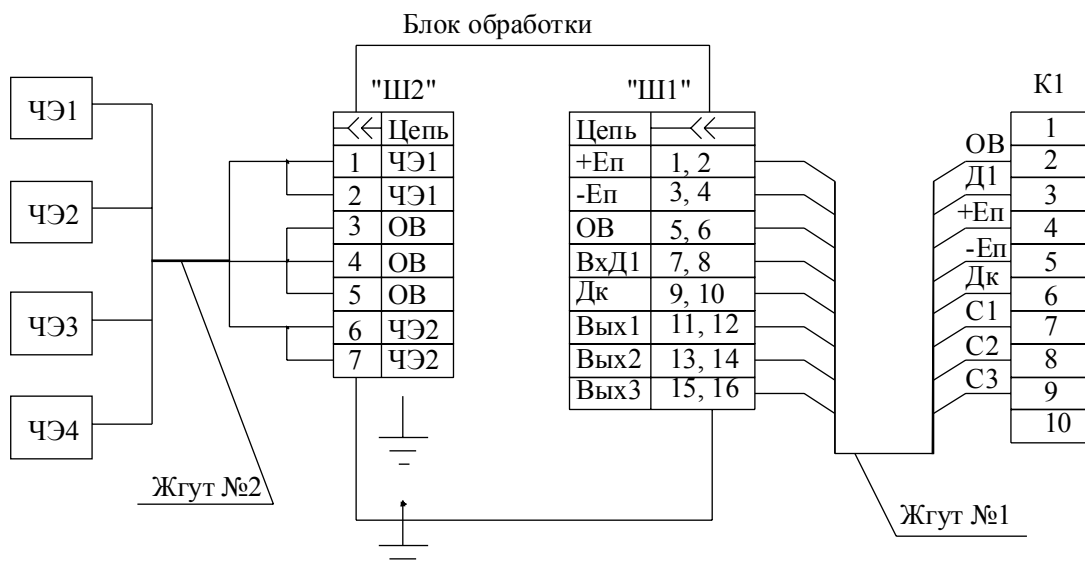 Блок обработки
ЧЭ1
ЧЭ2
ЧЭ3
ЧЭ4
Жгут №2
"Ш2"
Цепь
1 ЧЭ1
2 ЧЭ1
3 ОВ
4 ОВ
5 ОВ
6 ЧЭ2
7 ЧЭ2
"Ш1"
Цепь
+Еп 1, 2
-Еп 3, 4
ОВ 5, 6
ВхД1 7, 8
Дк 9, 10
Вых1 11, 12
Вых2 13, 14
Вых3 15, 16
Жгут №1
К1
1
ОВ 2
Д1 3
+Еп 4
-Еп 5
Дк 6
С1 7
С2 8
С3 9
10